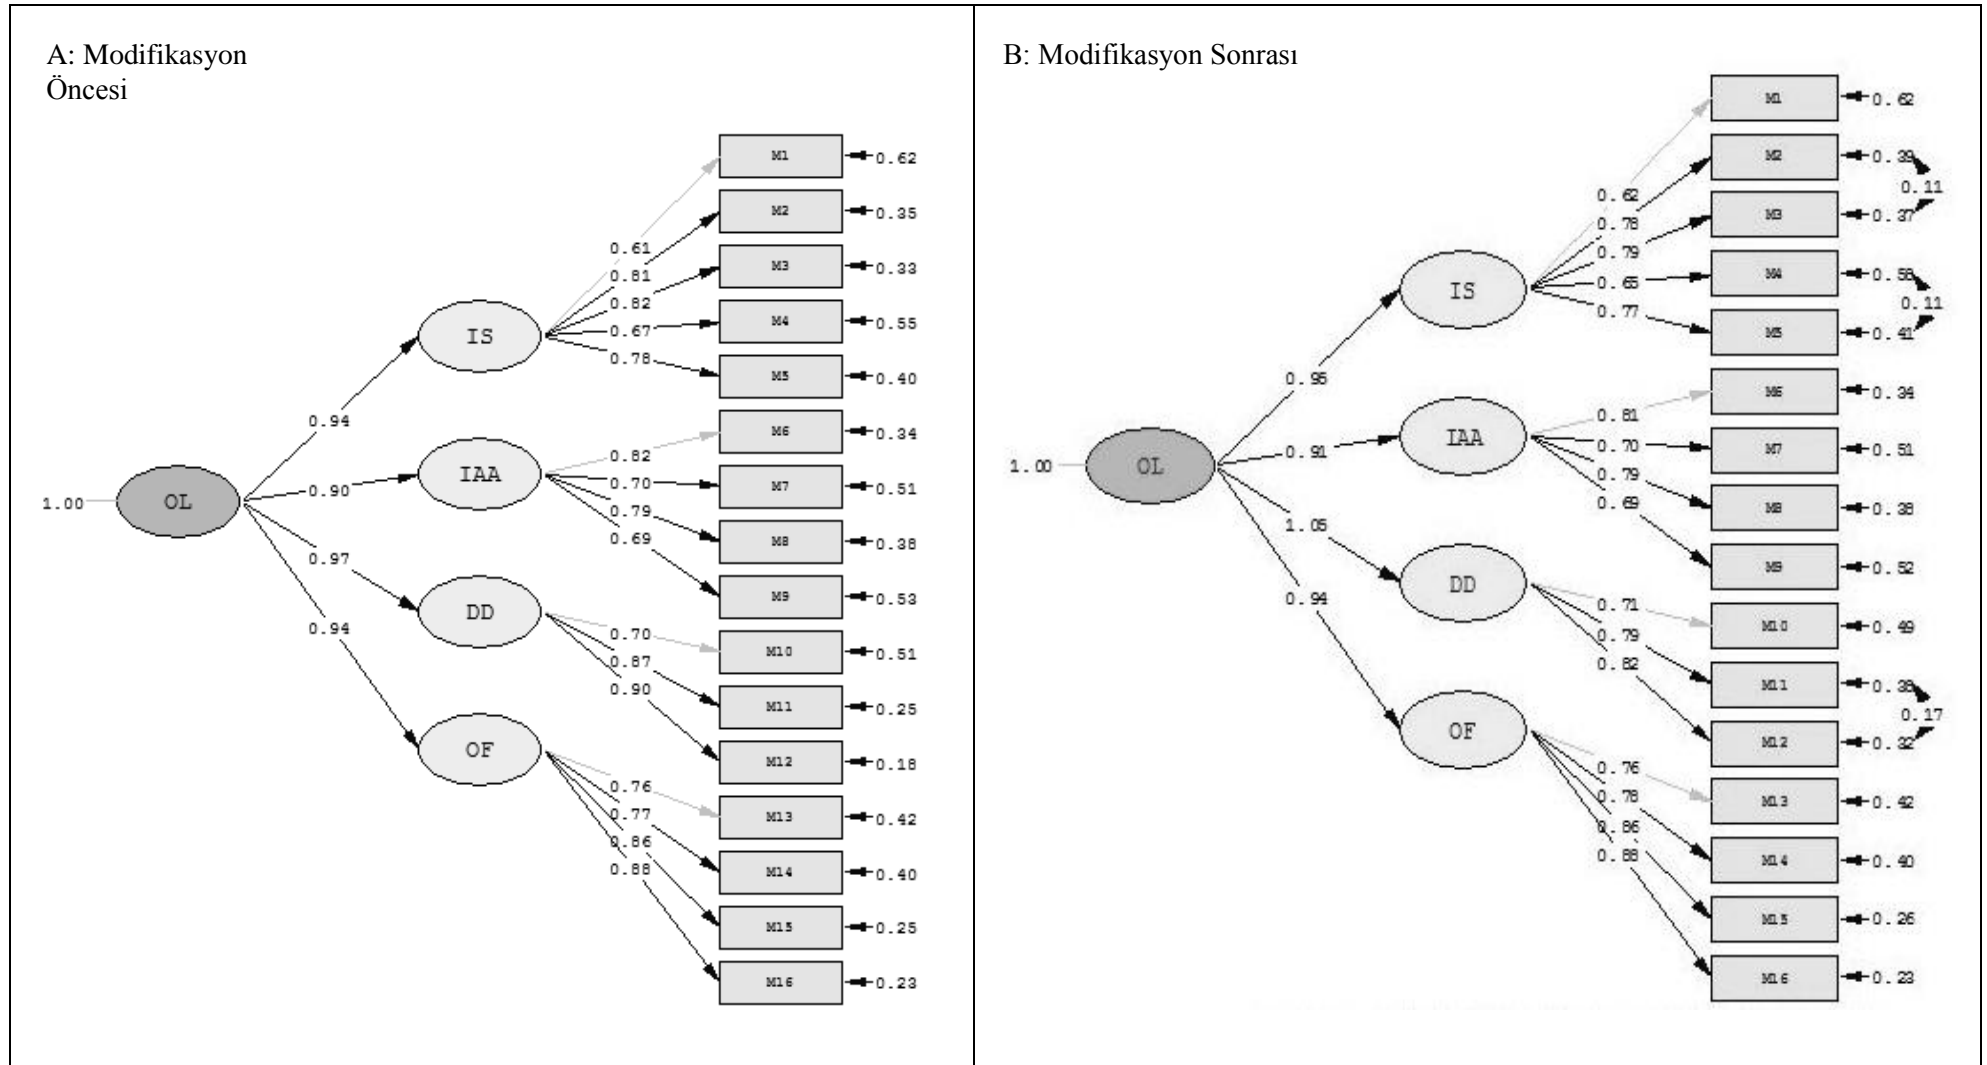 A: Modifikasyon
Öncesi
1.00
OL
0.94
0.90
0.97
0.94
IS
IAA
DD
OF
0.61
0.81
0.82
0.67
0.78
0.82
0.70
0.79
0.69
0.70
0.87
0.90
0.76
0.77
0.86
0.88
M1 0.62
M2 0.35
M3 0.33
M4 0.55
M5 0.40
M6 0.34
M7 0.51
M8 0.38
M9 0.53
M10 0.51
M11 0.25
M12 0.18
M13 0.42
M14 0.40
M15 0.25
M16 0.23
B: Modifikasyon Sonrası
1.00
OL
0.95
0.91
1.05
0.94
IS
IAA
DD
OF
0.62
0.78
0.79
0.65
0.77
0.81
0.70
0.79
0.69
0.71
0.79
0.82
0.76
0.78
0.86
0.88
M1 0.62
M2 0.39
0.11
M3 0.37
M4 0.58
0.11
M5 0.41
M6 0.34
M7 0.51
M8 0.38
M9 0.52
M10 0.49
M11 0.38
0.17
M12 0.32
M13 0.42
M14 0.40
M15 0.26
M16 0.23